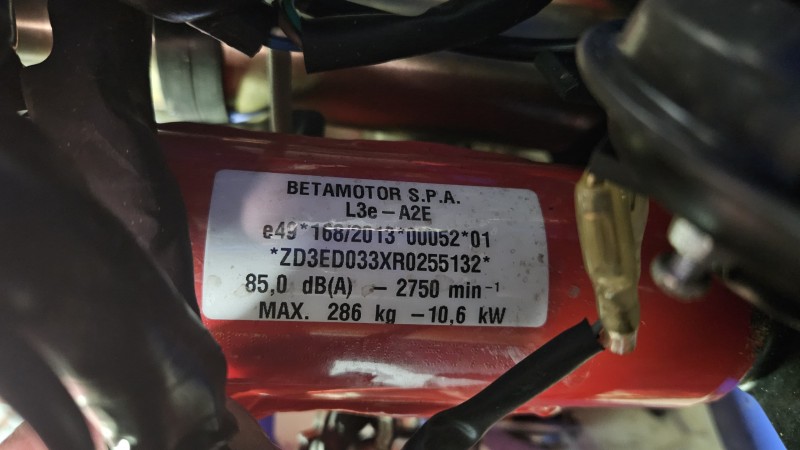 BETAMOTOR S.P.A.
L3e – A2E
e49*168/2013*00052*01
*ZD3ED033XR0255132*
85,0 dB(A) – 2750 min⁻¹
MAX. 286 kg – 10,6 kW